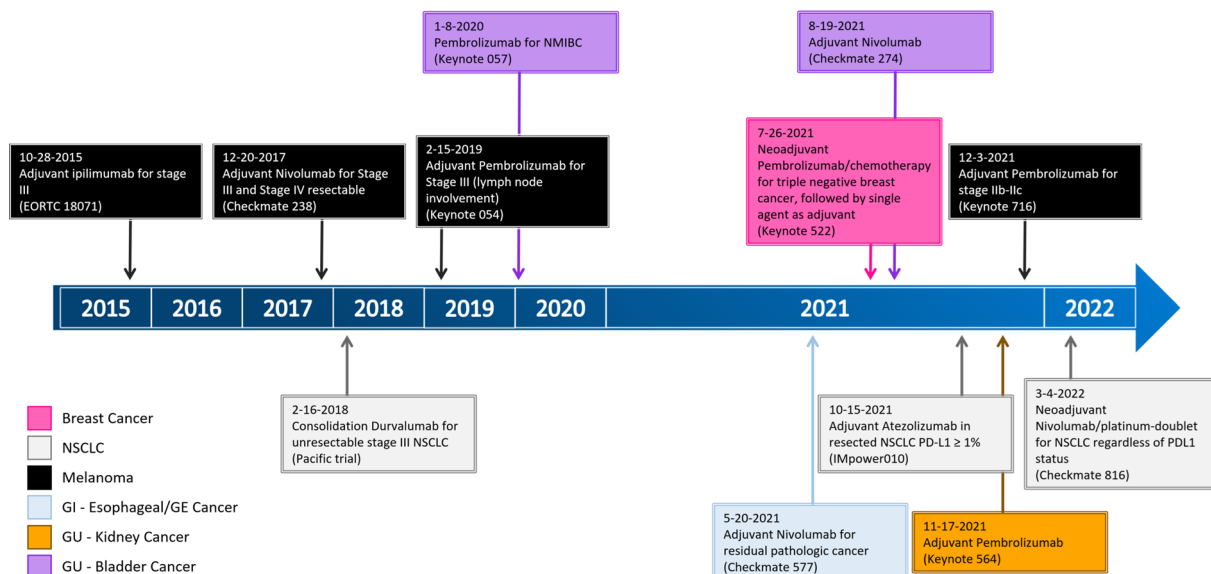 1-8-2020
Pembrolizumab for NMIBC
(Keynote 057)
8-19-2021
Adjuvant Nivolumab
(Checkmate 274)
10-28-2015
Adjuvant ipilimumab for stage
III
(EORTC 18071)
12-20-2017
Adjuvant Nivolumab for Stage
III and Stage IV resectable
(Checkmate 238)
2-15-2019
Adjuvant Pembrolizumab for
Stage III (lymph node
involvement)
(Keynote 054)
7-26-2021
Neoadjuvant
Pembrolizumab/chemotherapy
for triple negative breast
cancer, followed by single
agent as adjuvant
(Keynote 522)
12-3-2021
Adjuvant Pembrolizumab for
stage IIb-IIc
(Keynote 716)
2015
2016
2017
2018
2019
2020
2021
2022
2-16-2018
Consolidation Durvalumab for
unresectable stage III NSCLC
(Pacific trial)
10-15-2021
Adjuvant Atezolizumab in
resected NSCLC PD-L1 ≥ 1%
(IMpower010)
3-4-2022
Neoadjuvant
Nivolumab/platinum-doublet
for NSCLC regardless of PDL1
status
(Checkmate 816)
5-20-2021
Adjuvant Nivolumab for
residual pathologic cancer
(Checkmate 577)
11-17-2021
Adjuvant Pembrolizumab
(Keynote 564)
Breast Cancer
NSCLC
Melanoma
GI - Esophageal/GE Cancer
GU - Kidney Cancer
GU - Bladder Cancer